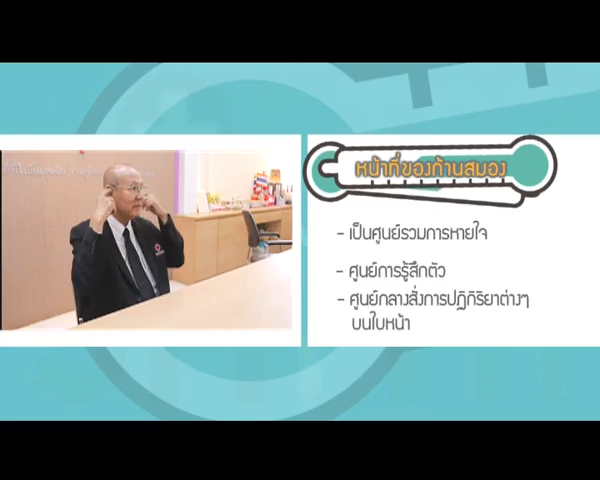 หน้าที่ของก้านสมอง
- เป็นศูนย์รวมการหายใจ
- ศูนย์การรู้สึกตัว
- ศูนย์กลางสั่งการปฏิกิริยาต่างๆ
บนใบหน้า